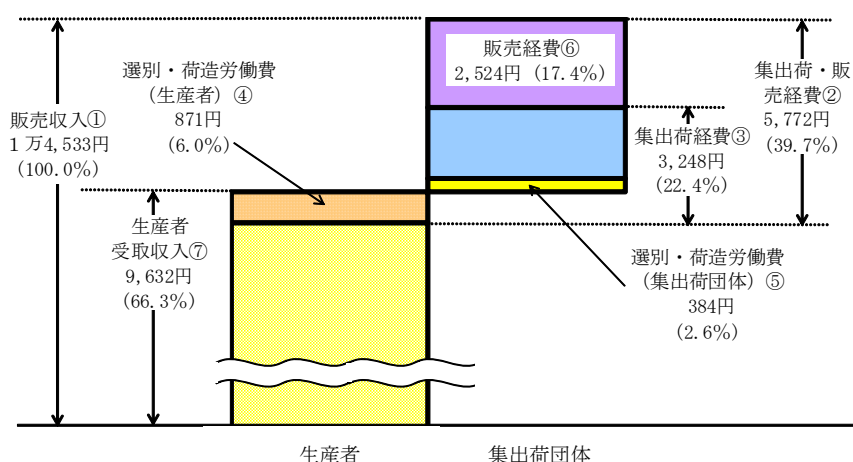 販売収入①
1万4,533円
(100.0%)
選別・荷造労働費
(生産者)④
871円
(6.0%)
生産者
受取収入⑦
9,632円
(66.3%)
販売経費⑥
2,524円 (17.4%)
集出荷経費③
3,248円
(22.4%)
集出荷・販
売経費②
5,772円
(39.7%)
選別・荷造労働費
(集出荷団体)⑤
384円
(2.6%)
生産者
集出荷団体